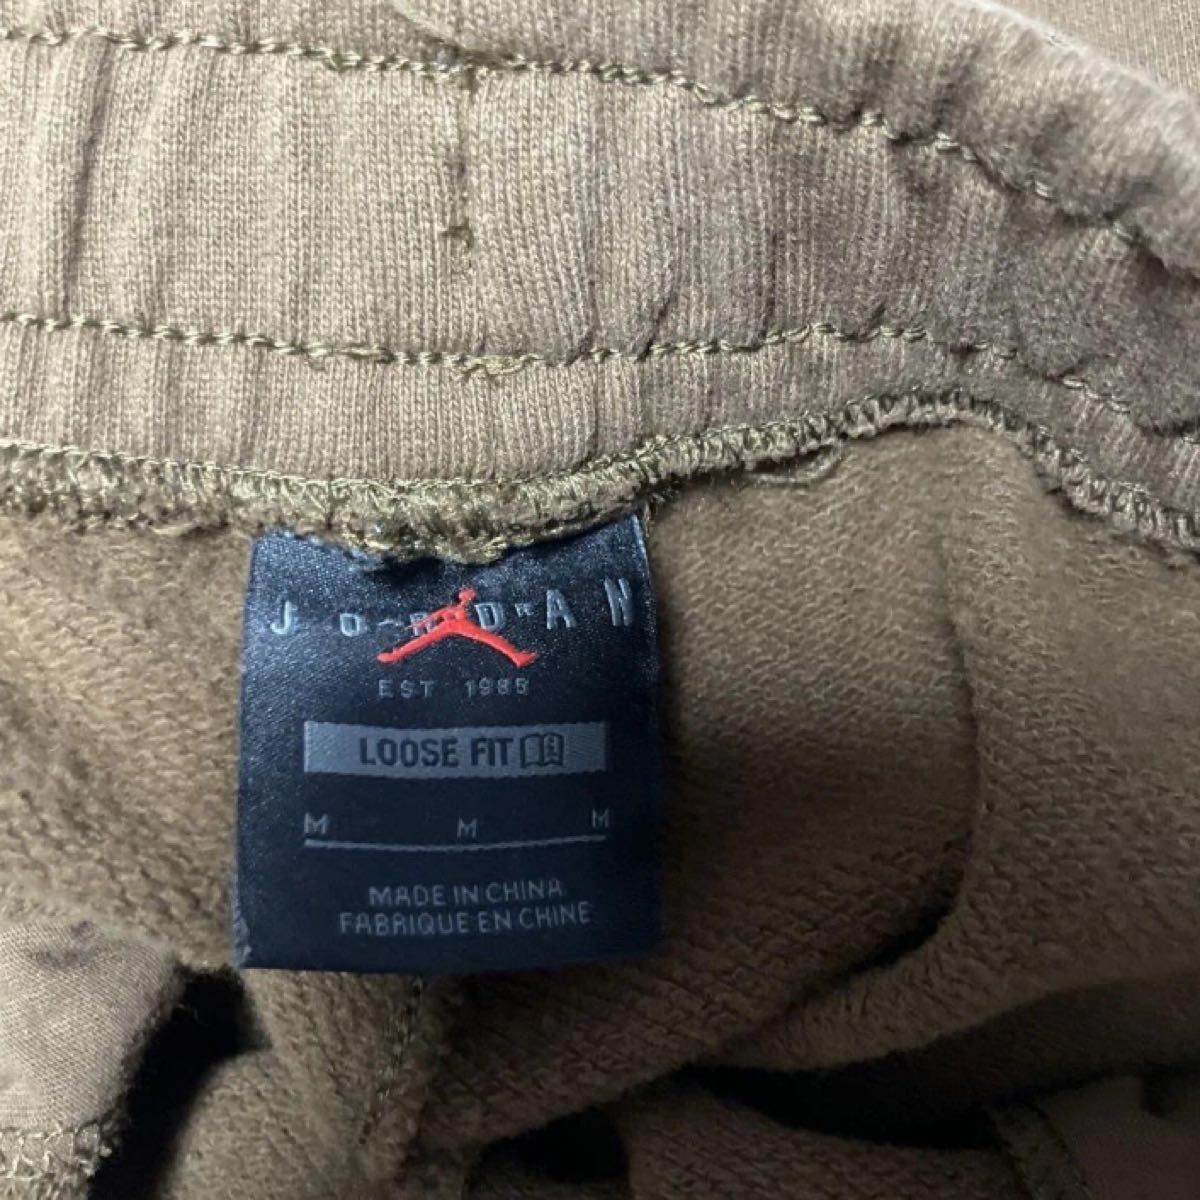 JORDAN
EST 1985
LOOSE FIT
M M M
MADE IN CHINA
FABRIQUE EN CHINE